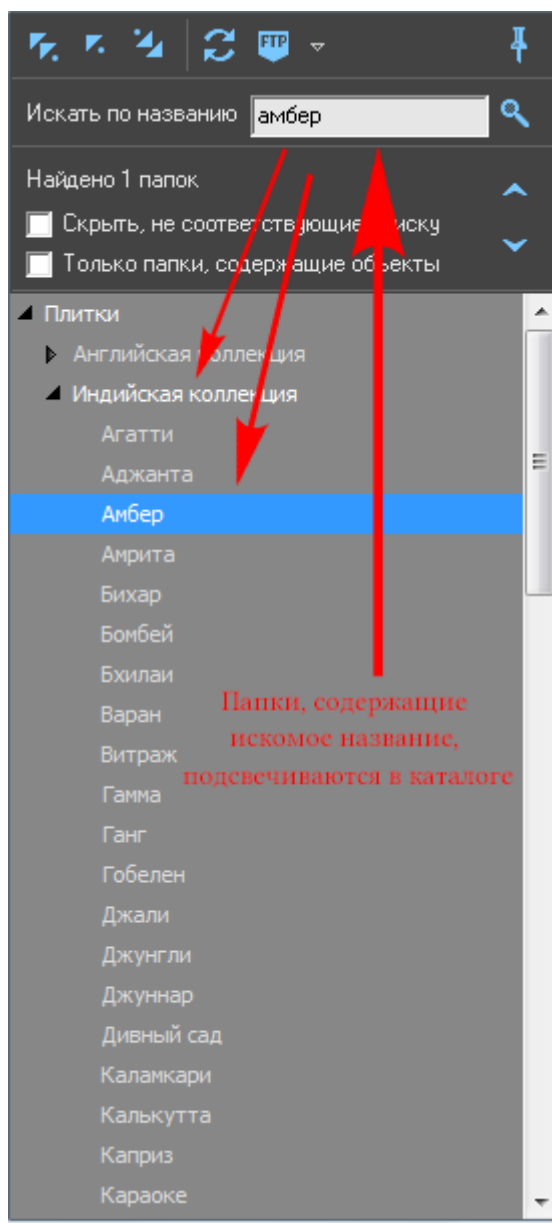 FTP
Искать по названию амбер
Найдено 1 папок
Скрыть, не соответствующие поиску
Только папки, содержащие объекты
Плитки
Английская коллекция
Индийская коллекция
Агатти
Аджанта
Амбер
Амрита
Бихар
Бомбей
Бхилаи
Варан
Витраж
Гамма
Ганг
Гобелен
Джали
Джунгли
Джуннар
Дивный сад
Каламкари
Калькутта
Каприз
Караоке
Папки, содержащие
искомое название,
подсвечиваются в каталоге